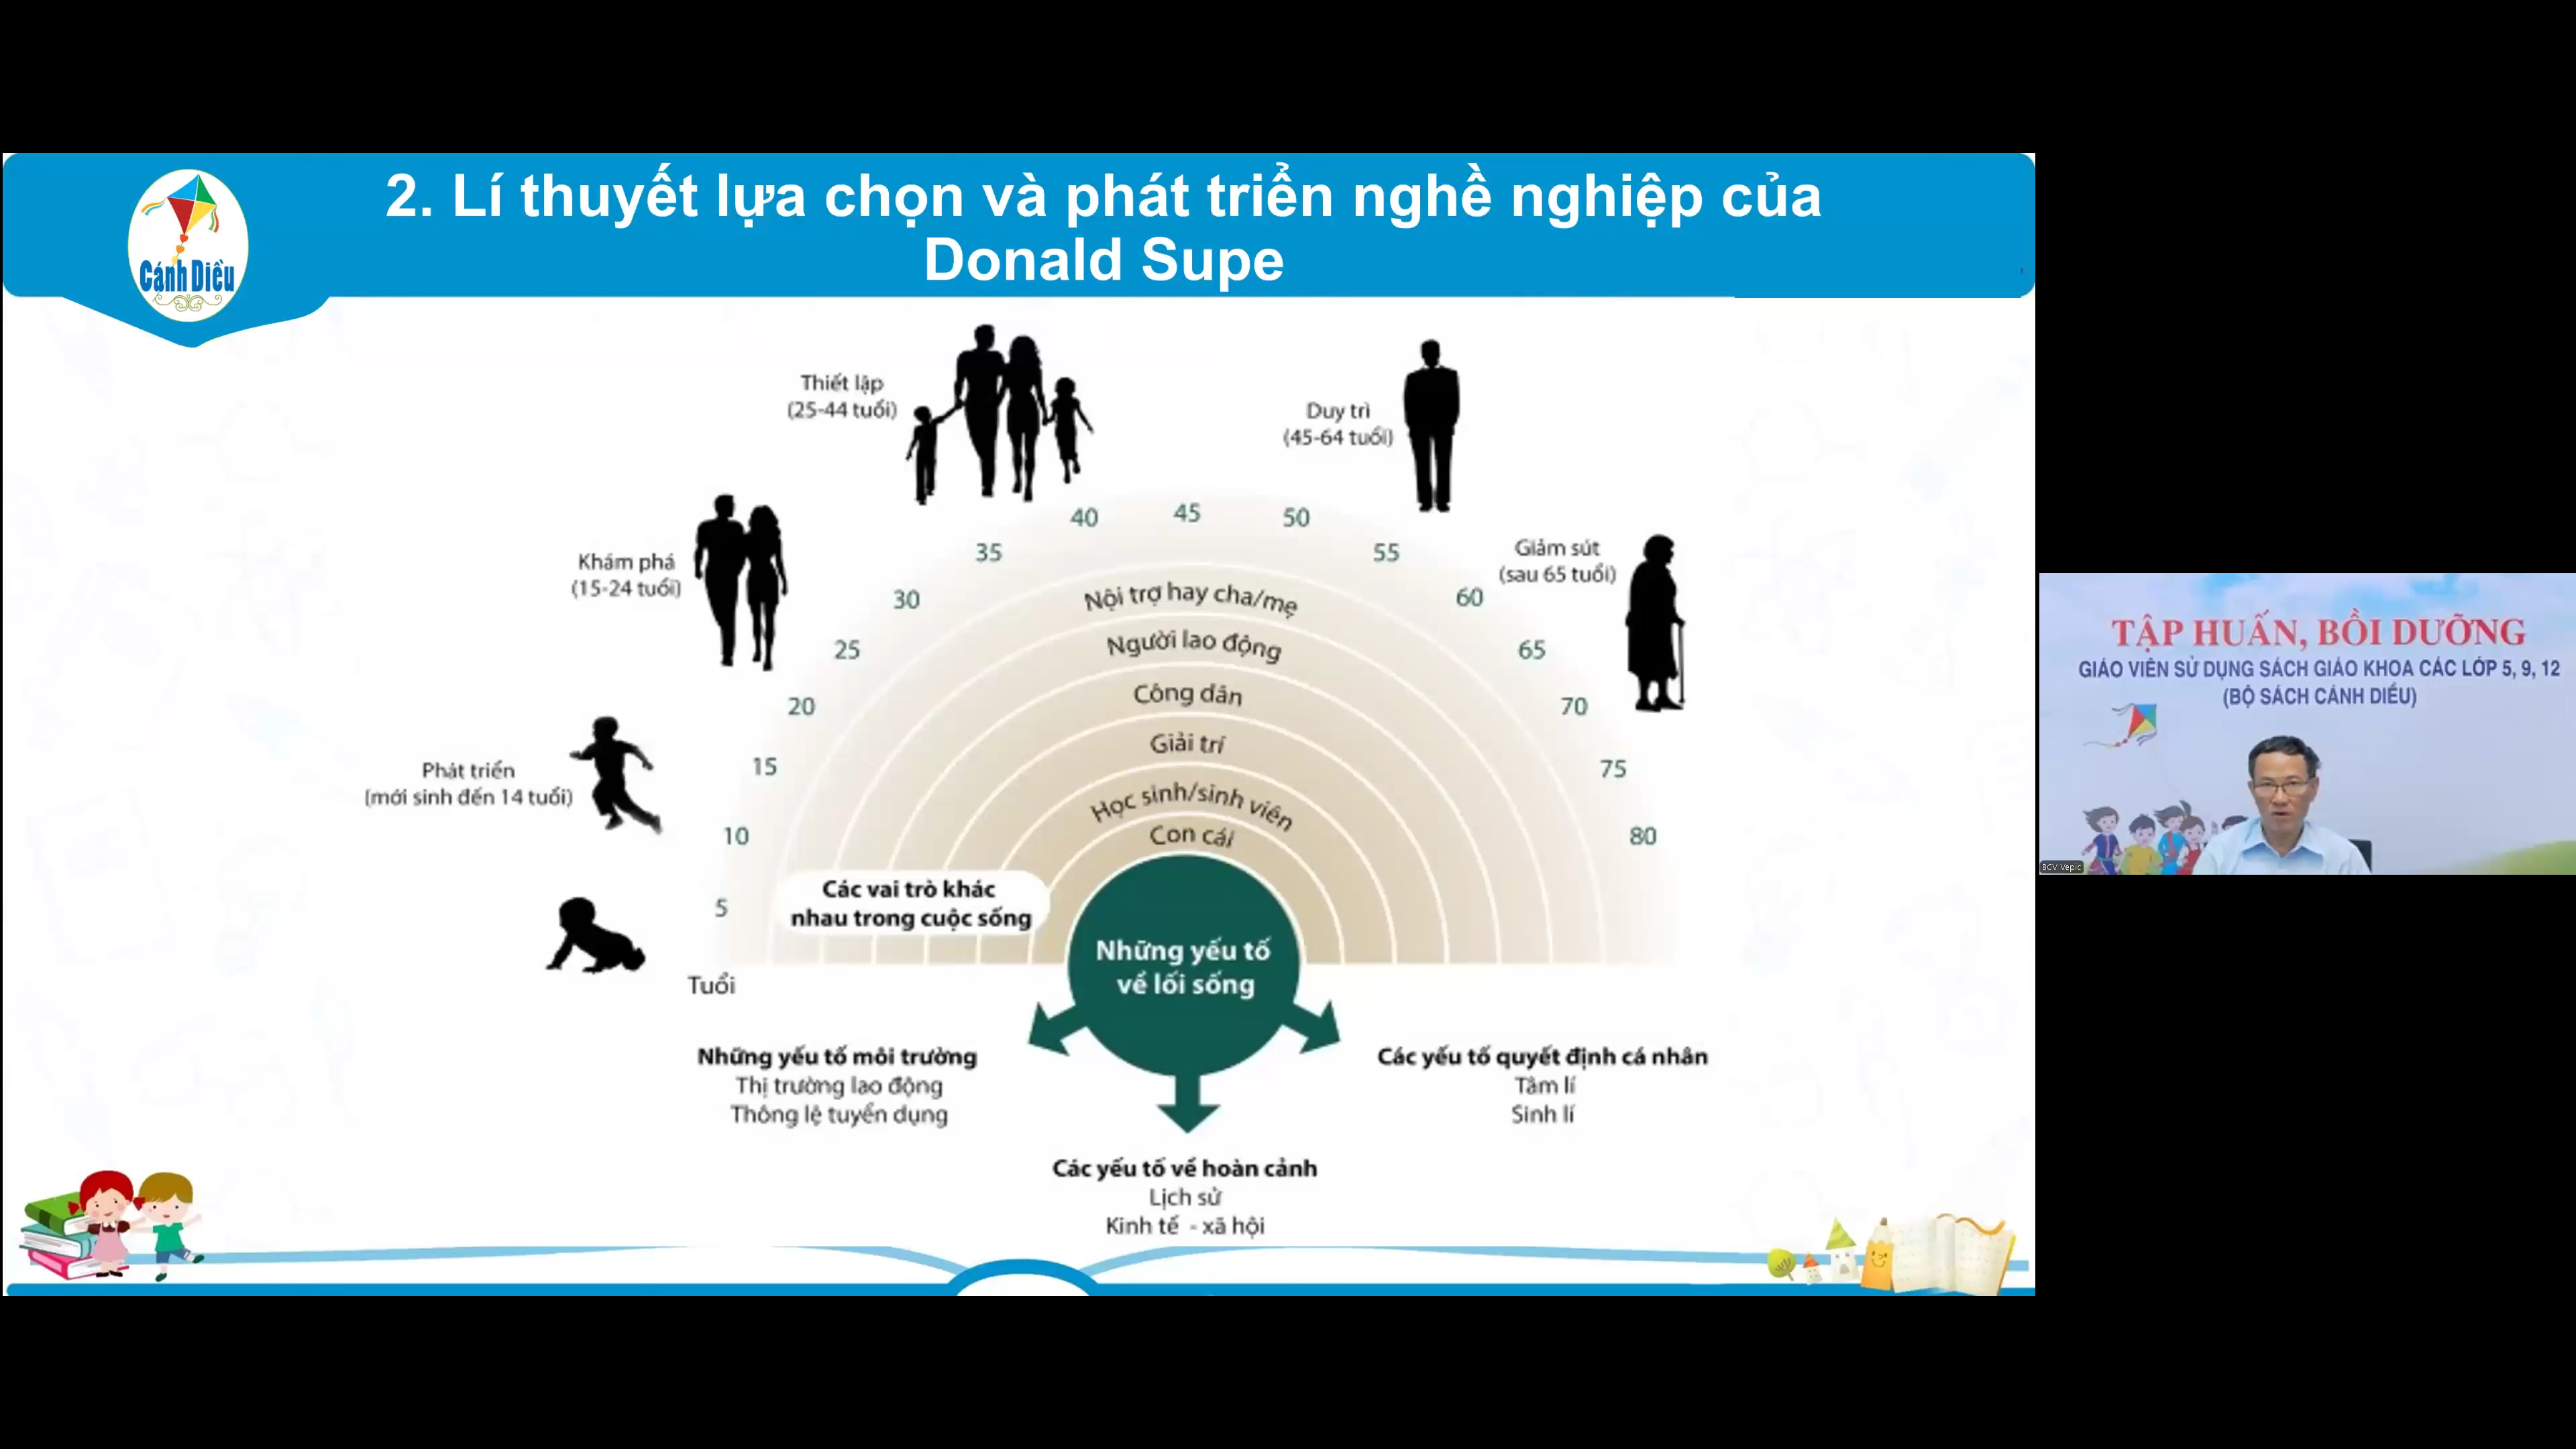 2. Lí thuyết lựa chọn và phát triển nghề nghiệp của
Donald Supe
Cánh Diều
Thiết lập
(25-44 tuổi)
Duy trì
(45-64 tuổi)
Khám phá
(15-24 tuổi)
Giảm sút
(sau 65 tuổi)
Phát triển
(mới sinh đến 14 tuổi)
5
10
15
20
25
30
35
40
45
50
55
60
65
70
75
80
Tuổi
Nội trợ hay cha/mẹ
Người lao động
Công dân
Giải trí
Học sinh/sinh viên
Con cái
Các vai trò khác
nhau trong cuộc sống
Những yếu tố
về lối sống
Những yếu tố môi trường
Thị trường lao động
Thông lệ tuyển dụng
Các yếu tố quyết định cá nhân
Tâm lí
Sinh lí
Các yếu tố về hoàn cảnh
Lịch sử
Kinh tế - xã hội
TẬP HUẤN, BỒI DƯỠNG
GIÁO VIÊN SỬ DỤNG SÁCH GIÁO KHOA CÁC LỚP 5, 9, 12
(BỘ SÁCH CÁNH DIỀU)
BCV Vepic